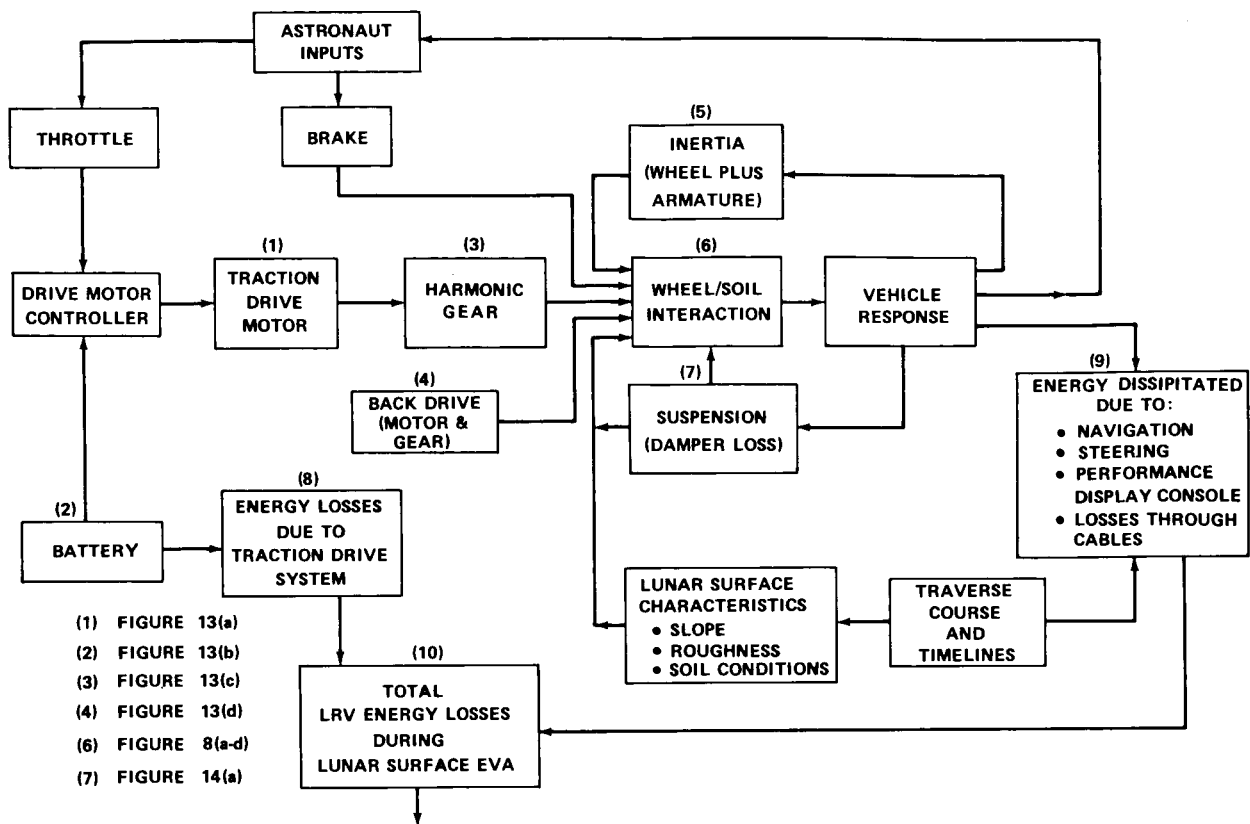 ASTRONAUT
INPUTS
THROTTLE
BRAKE
(5)
INERTIA
(WHEEL PLUS
ARMATURE)
(1)
(3)
(6)
DRIVE MOTOR
CONTROLLER
TRACTION
DRIVE
MOTOR
HARMONIC
GEAR
WHEEL/SOIL
INTERACTION
VEHICLE
RESPONSE
(4)
BACK DRIVE
(MOTOR &
GEAR)
(7)
SUSPENSION
(DAMPER LOSS)
(9)
ENERGY DISSIPITATED
DUE TO:
• NAVIGATION
• STEERING
• PERFORMANCE
DISPLAY CONSOLE
• LOSSES THROUGH
CABLES
(2)
BATTERY
(8)
ENERGY LOSSES
DUE TO
TRACTION DRIVE
SYSTEM
LUNAR SURFACE
CHARACTERISTICS
• SLOPE
• ROUGHNESS
• SOIL CONDITIONS
TRAVERSE
COURSE
AND
TIMELINES
(1) FIGURE 13(a)
(2) FIGURE 13(b)
(3) FIGURE 13(c)
(4) FIGURE 13(d)
(6) FIGURE 8(a-d)
(7) FIGURE 14(a)
(10)
TOTAL
LRV ENERGY LOSSES
DURING
LUNAR SURFACE EVA